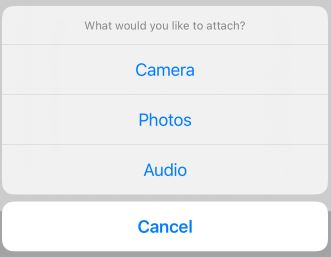 What would you like to attach?
Camera
Photos
Audio
Cancel